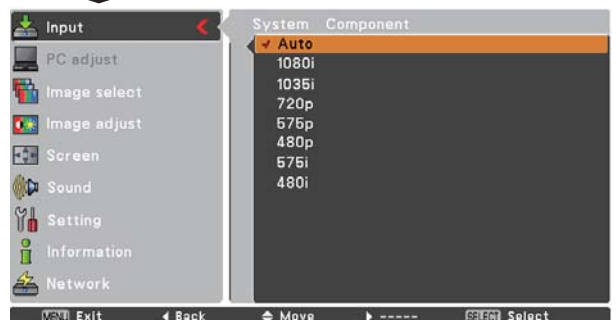 Input
PC adjust
Image select
Image adjust
Screen
Sound
Setting
Information
Network
System Component
Auto
1080i
1035i
720p
575p
480p
575i
480i
MENU Exit Back Move ----- SELECT Select